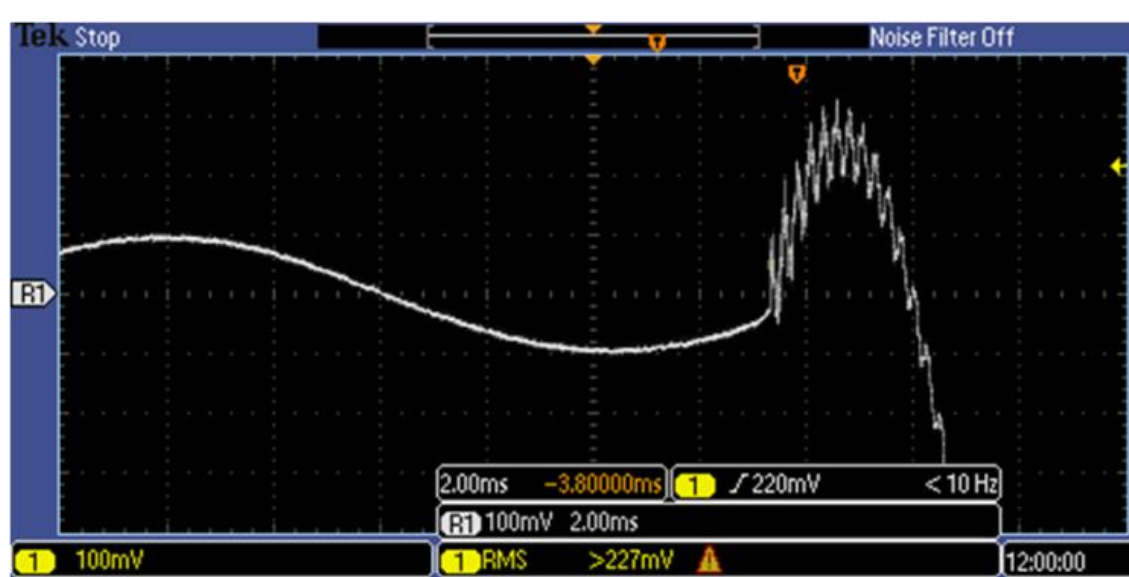 Tek Stop Noise Filter Off
T
T
R1
2.00ms -3.80000ms 1 220mV < 10 Hz
R1 100mV 2.00ms
1 100mV 1 RMS >227mV 12:00:00